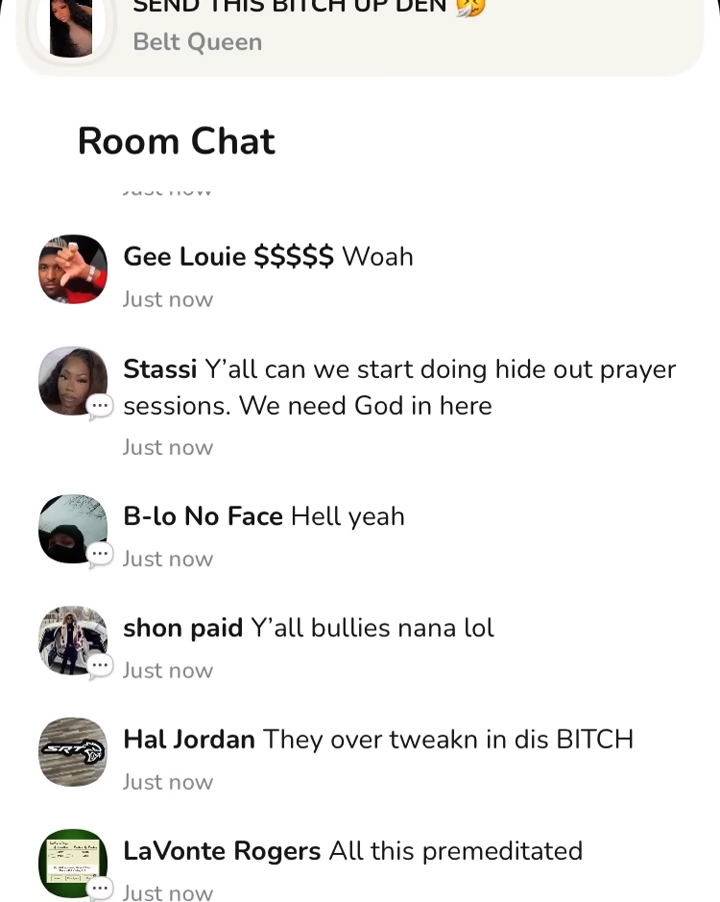 SEND THIS BITCH UP DEN 🤧
Belt Queen
Room Chat
Just now
Gee Louie $$$$$ Woah
Just now
Stassi Y'all can we start doing hide out prayer
sessions. We need God in here
Just now
B-lo No Face Hell yeah
Just now
shon paid Y'all bullies nana lol
Just now
Hal Jordan They over tweakn in dis BITCH
Just now
SRT
LaVonte Rogers All this premeditated
Just now